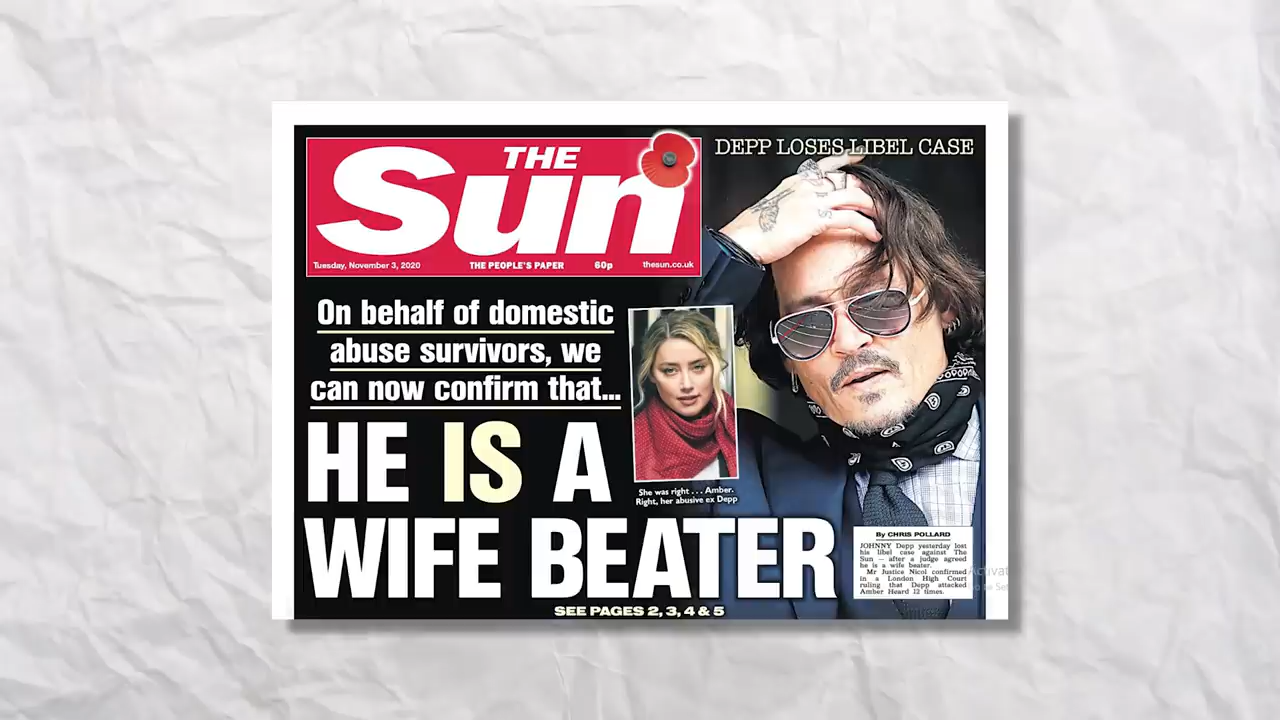 THE
Sun
Tuesday, November 3, 2020 THE PEOPLE'S PAPER 60p thesun.co.uk
DEPP LOSES LIBEL CASE
On behalf of domestic
abuse survivors, we
can now confirm that...
HE IS A
WIFE BEATER
She was right . . . Amber.
Right, her abusive ex Depp
By CHRIS POLLARD
JOHNNY Depp yesterday lost
his libel case against The
Sun – after a judge agreed
he is a wife beater.
Mr Justice Nicol confirmed
in a London High Court
ruling that Depp attacked
Amber Heard 12 times.
SEE PAGES 2, 3, 4 & 5